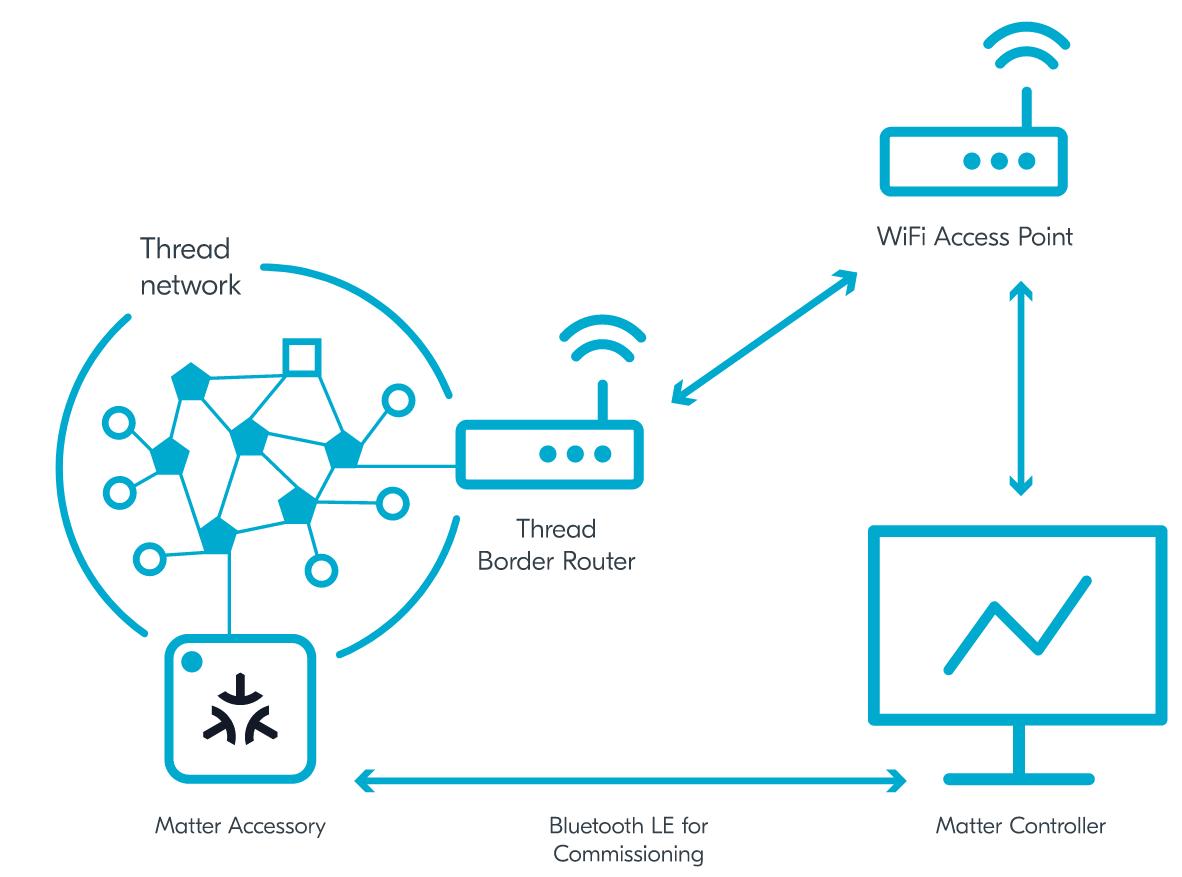 WiFi Access Point
Thread
network
Thread
Border Router
Matter Accessory
Bluetooth LE for
Commissioning
Matter Controller